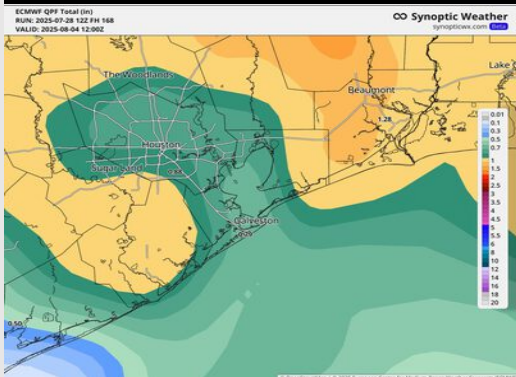 ECMWF QPF Total (in)
RUN: 2025-07-28 12Z FH 168
VALID: 2025-08-04 12:00Z
Synoptic Weather
synopticwx.com Beta
The Woodlands
Lake
Beaumont
1.28
Houston
Sugar Land
0.88
Galveston
0.50
0.01
0.1
0.3
0.5
0.7
1
1.5
2
2.5
3
3.5
4
4.5
5
5.5
6
8
10
12
14
16
18
20